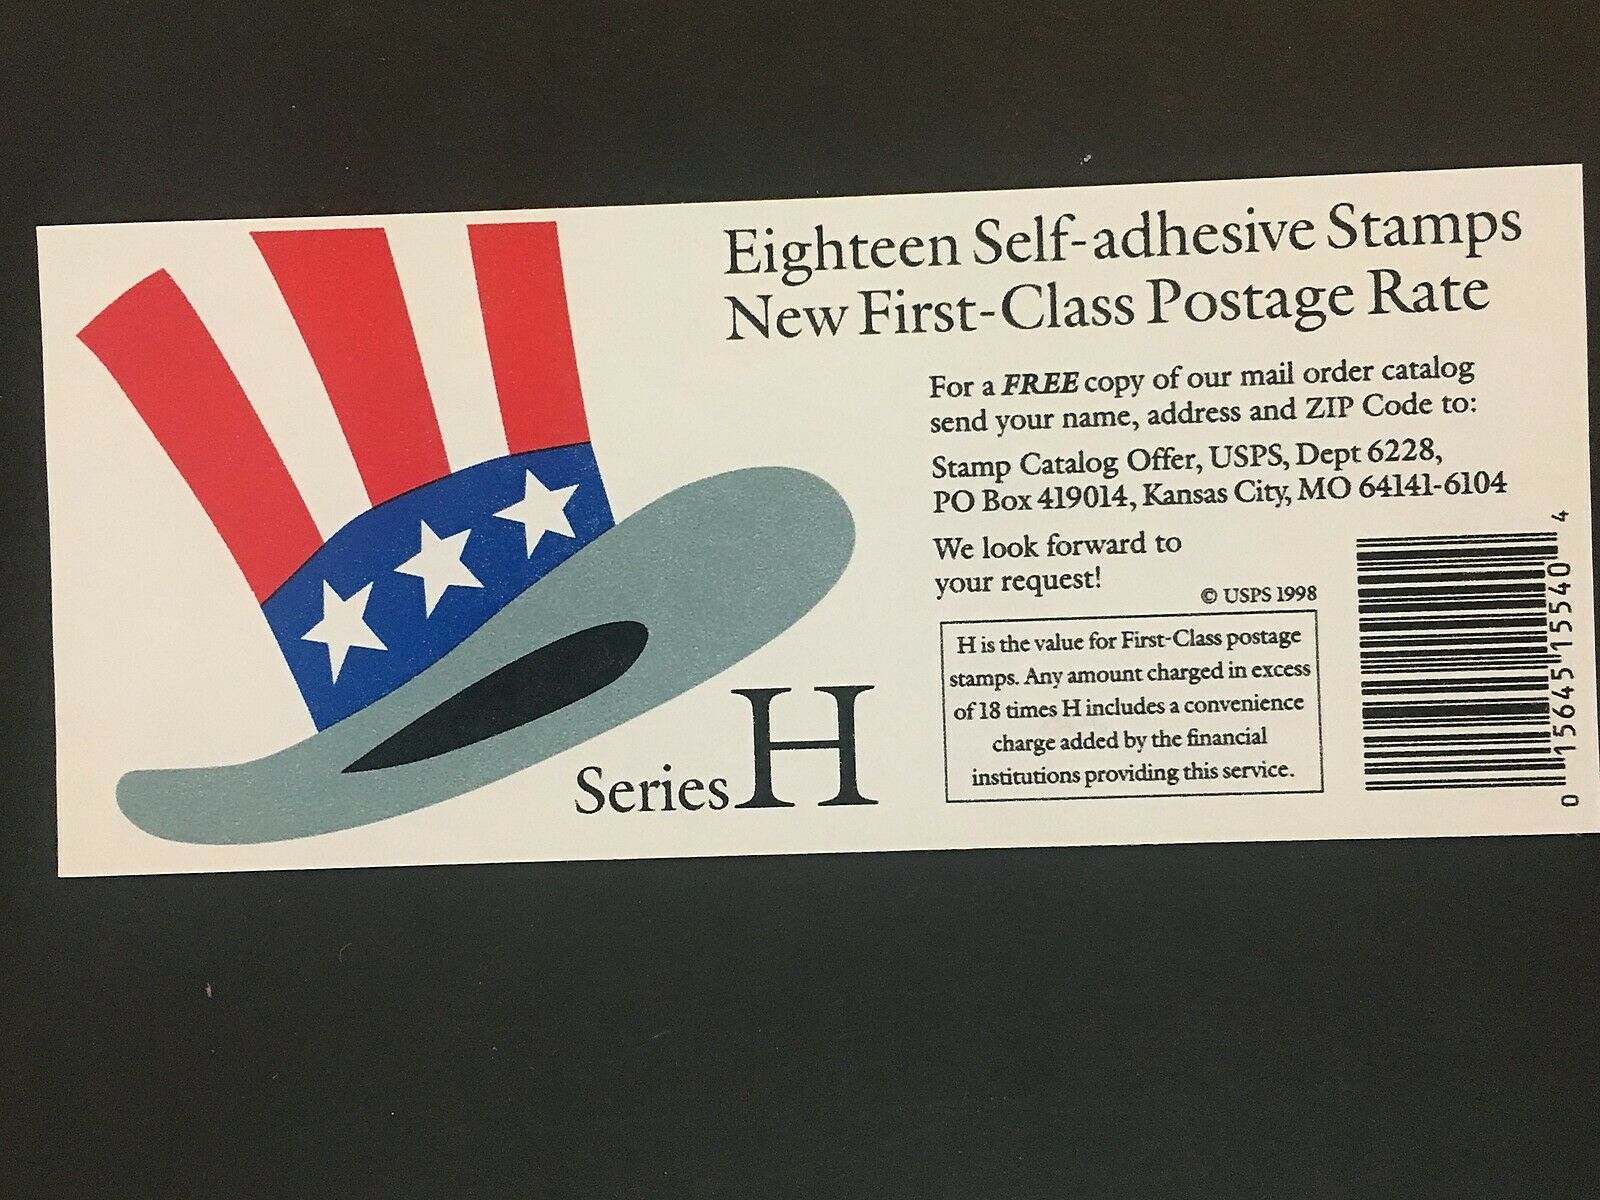 Eighteen Self-adhesive Stamps
New First-Class Postage Rate
For a FREE copy of our mail order catalog
send your name, address and ZIP Code to:
Stamp Catalog Offer, USPS, Dept 6228,
PO Box 419014, Kansas City, MO 64141-6104
We look forward to
your request!
© USPS 1998
H is the value for First-Class postage
stamps. Any amount charged in excess
of 18 times H includes a convenience
charge added by the financial
institutions providing this service.
Series H
0 15645 15540 4